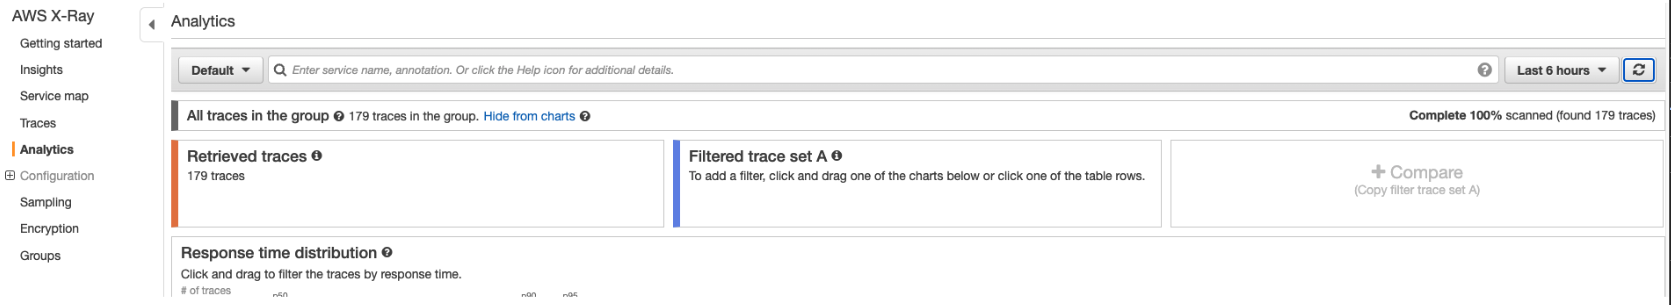 AWS X-Ray
Getting started
Insights
Service map
Traces
Analytics
Configuration
Sampling
Encryption
Groups
Analytics
Default
Enter service name, annotation. Or click the Help icon for additional details.
Last 6 hours
All traces in the group 179 traces in the group. Hide from charts
Complete 100% scanned (found 179 traces)
Retrieved traces
179 traces
Filtered trace set A
To add a filter, click and drag one of the charts below or click one of the table rows.
Compare
(Copy filter trace set A)
Response time distribution
Click and drag to filter the traces by response time.
# of traces
p50 p90 p95